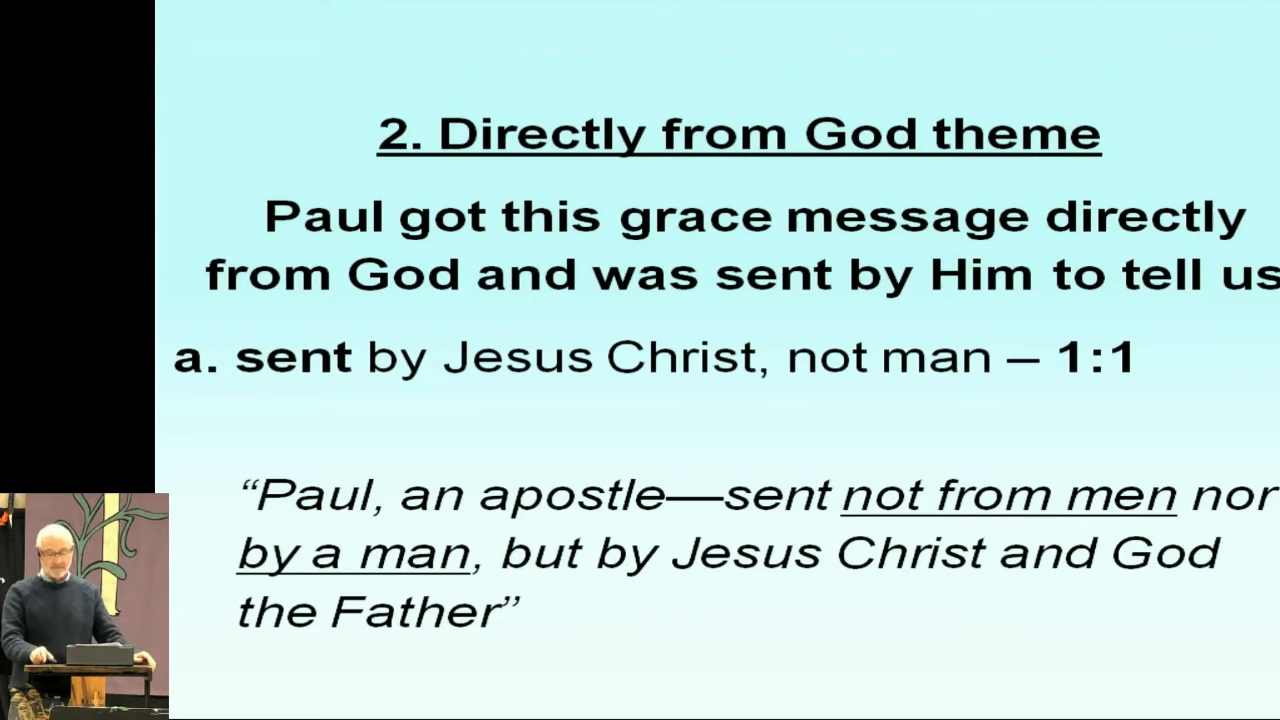 2. Directly from God theme
Paul got this grace message directly
from God and was sent by Him to tell us
a. sent by Jesus Christ, not man – 1:1
“Paul, an apostle—sent not from men nor
by a man, but by Jesus Christ and God
the Father”